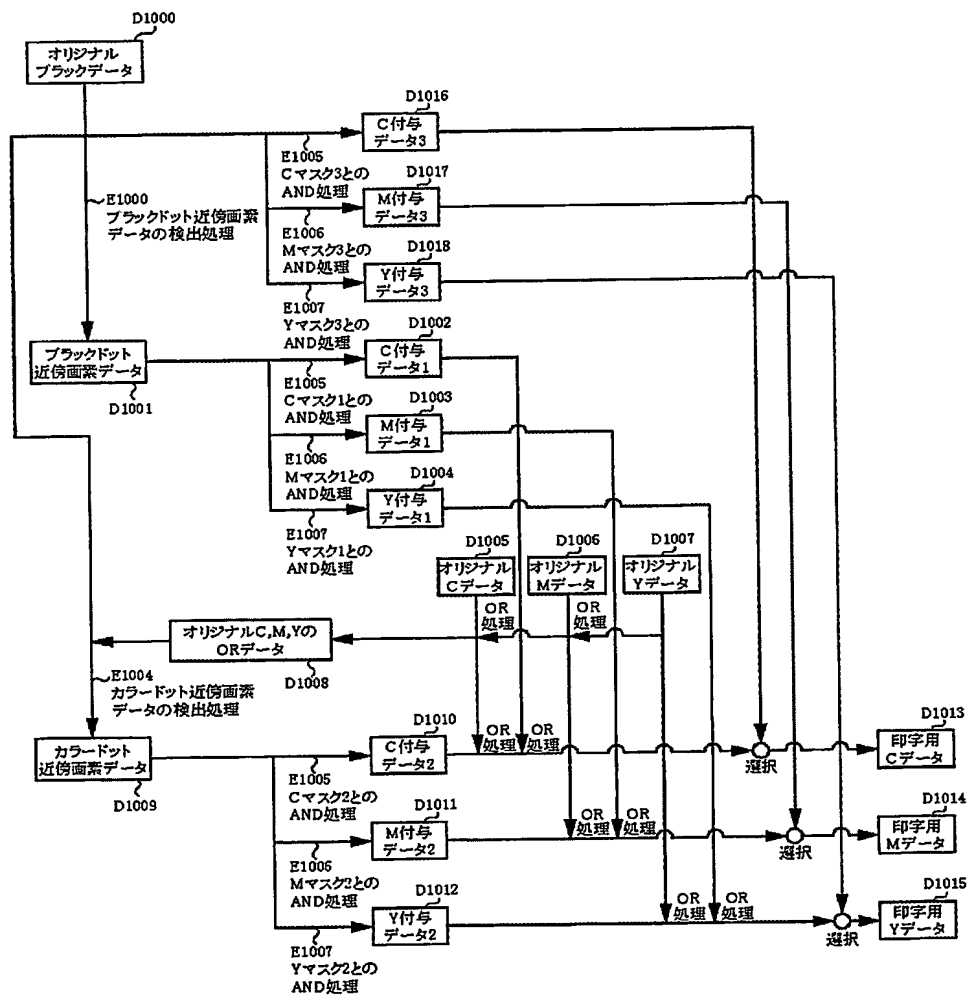 D1000
オリジナル
ブラックデータ
D1016
C付与
データ3
E1005
Cマスク3との
AND処理
D1017
M付与
データ3
E1000
ブラックドット近傍画素
データの検出処理
E1006
Mマスク3との
AND処理
D1018
Y付与
データ3
E1007
Yマスク3との
AND処理
D1002
C付与
データ1
ブラックドット
近傍画素データ
D1001
E1005
Cマスク1との
AND処理
D1003
M付与
データ1
E1006
Mマスク1との
AND処理
D1004
Y付与
データ1
E1007
Yマスク1との
AND処理
D1005
オリジナル
Cデータ
D1006
オリジナル
Mデータ
D1007
オリジナル
Yデータ
OR
処理
OR
処理
オリジナルC,M,Yの
ORデータ
D1008
E1004
カラードット近傍画素
データの検出処理
D1010
C付与
データ2
OR
処理
OR
処理
選択
D1013
印字用
Cデータ
カラードット
近傍画素データ
D1009
E1005
Cマスク2との
AND処理
D1011
M付与
データ2
OR
処理
OR
処理
選択
D1014
印字用
Mデータ
E1006
Mマスク2との
AND処理
D1012
Y付与
データ2
OR
処理
OR
処理
選択
D1015
印字用
Yデータ
E1007
Yマスク2との
AND処理